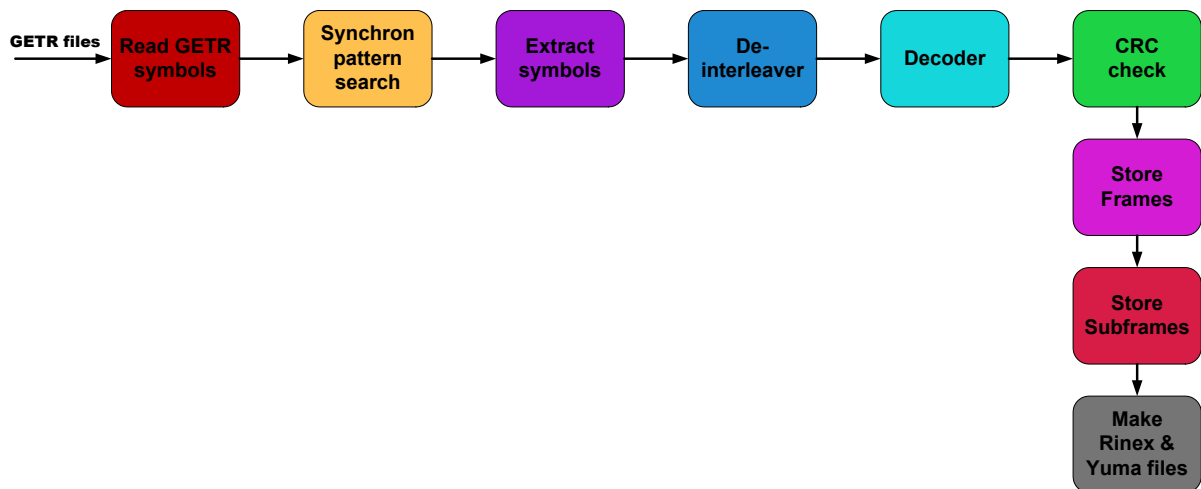 GETR files
Read GETR
symbols
Synchron
pattern
search
Extract
symbols
De-
interleaver
Decoder
CRC
check
Store
Frames
Store
Subframes
Make
Rinex &
Yuma files